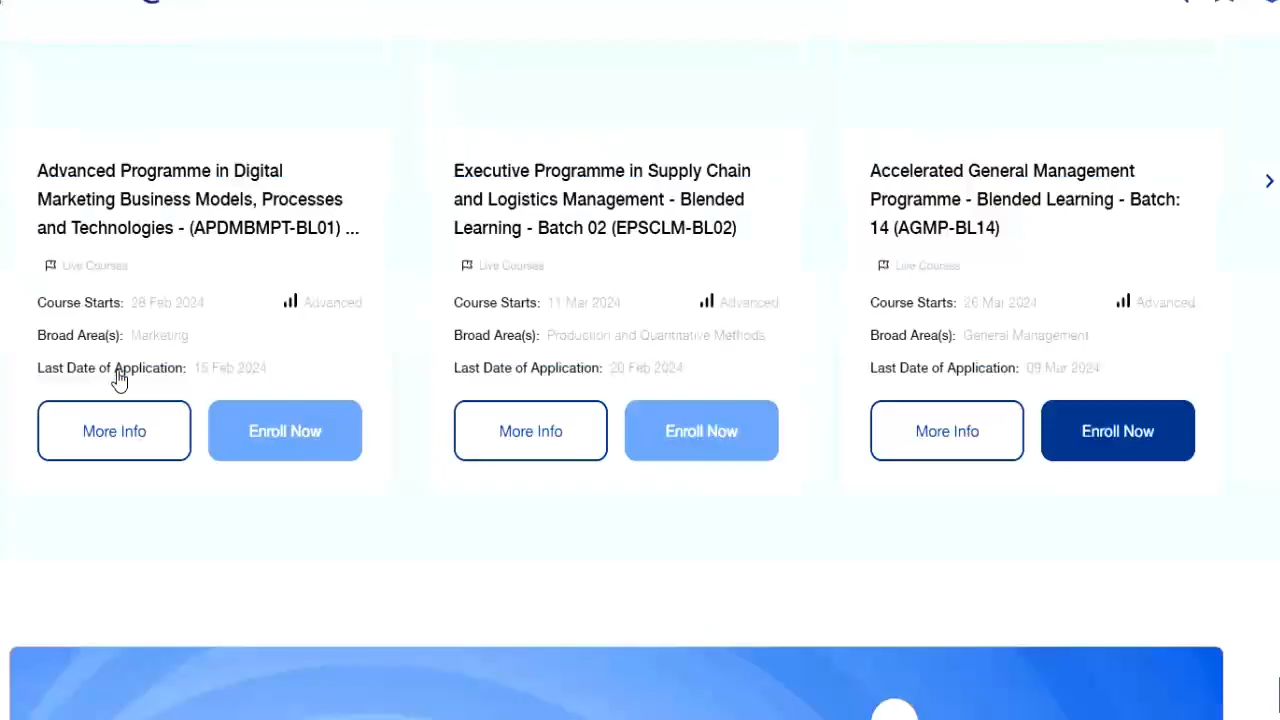 Advanced Programme in Digital
Marketing Business Models, Processes
and Technologies - (APDMBMPT-BL01) ...
Live Courses
Course Starts: 28 Feb 2024 Advanced
Broad Area(s): Marketing
Last Date of Application: 15 Feb 2024
More Info Enroll Now
Executive Programme in Supply Chain
and Logistics Management - Blended
Learning - Batch 02 (EPSCLM-BL02)
Live Courses
Course Starts: 11 Mar 2024 Advanced
Broad Area(s): Production and Quantitative Methods
Last Date of Application: 20 Feb 2024
More Info Enroll Now
Accelerated General Management
Programme - Blended Learning - Batch:
14 (AGMP-BL14)
Live Courses
Course Starts: 26 Mar 2024 Advanced
Broad Area(s): General Management
Last Date of Application: 09 Mar 2024
More Info Enroll Now